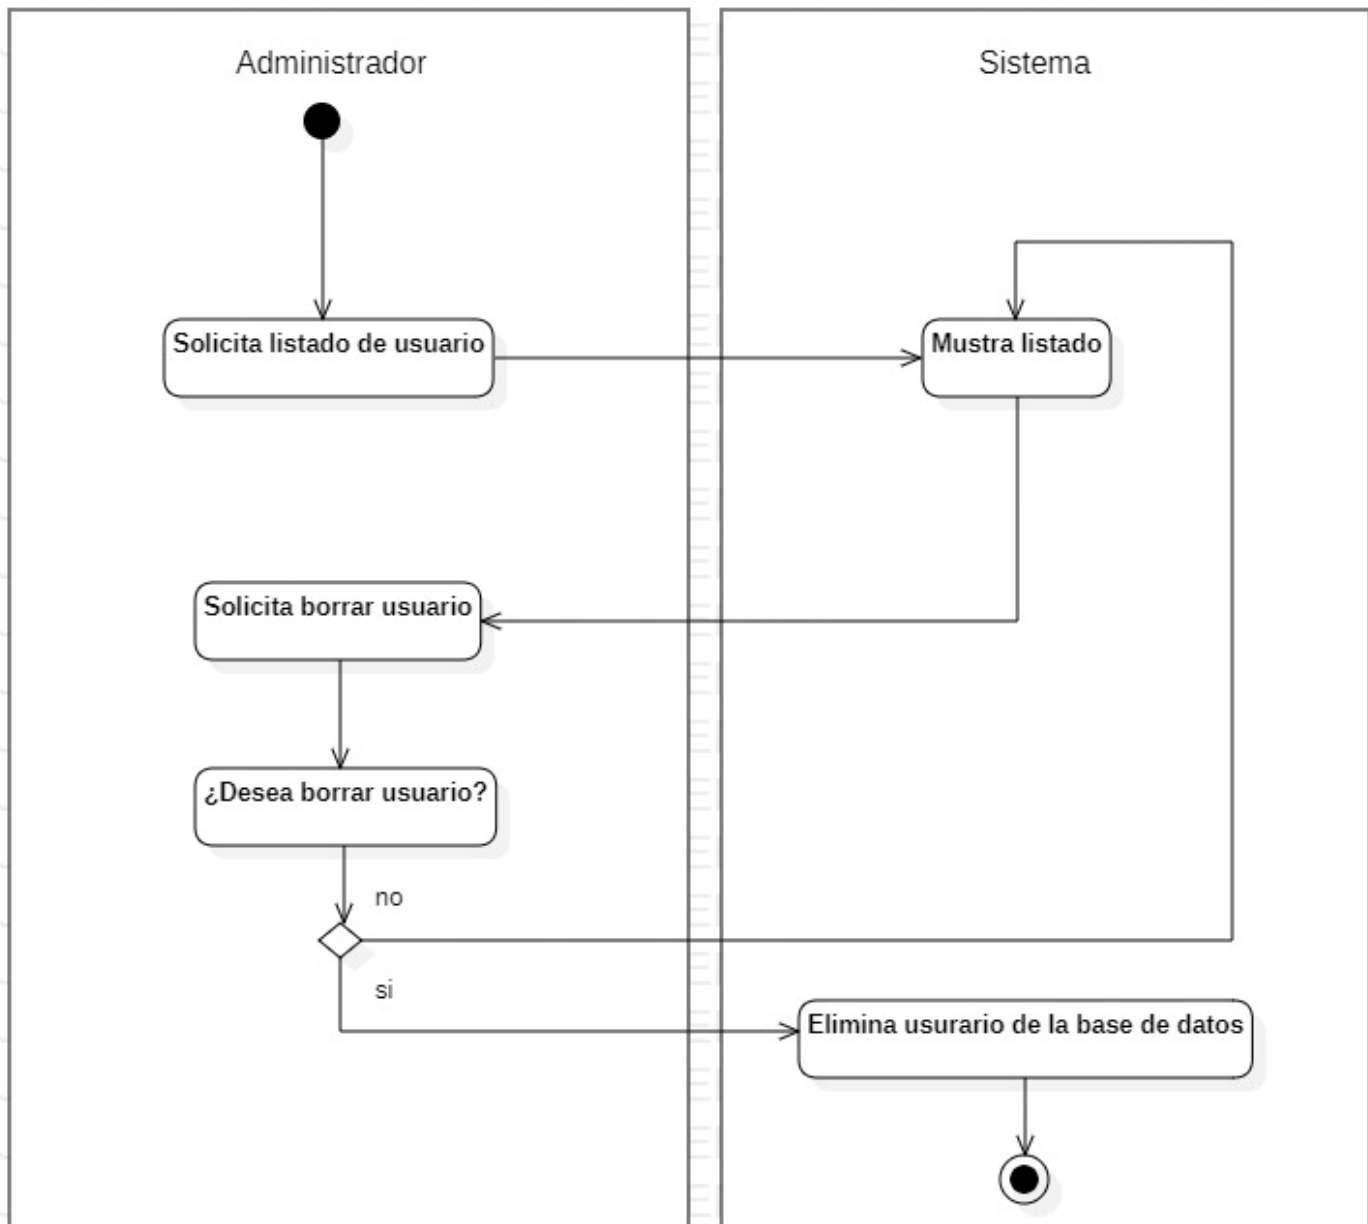 Administrador
Sistema
Solicita listado de usuario
Mustra listado
Solicita borrar usuario
¿Desea borrar usuario?
no
si
Elimina usurario de la base de datos